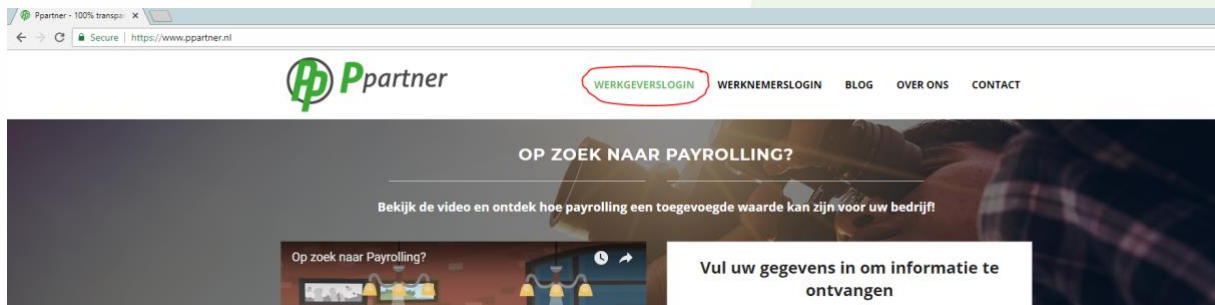 Ppartner - 100% transpa
Secure | https://www.ppartner.nl
Pp Ppartner
WERKGEVERSLOGIN WERKNEMERSLOGIN BLOG OVER ONS CONTACT
OP ZOEK NAAR PAYROLLING?
Bekijk de video en ontdek hoe payrolling een toegevoegde waarde kan zijn voor uw bedrijf!
Op zoek naar Payrolling?
Vul uw gegevens in om informatie te
ontvangen